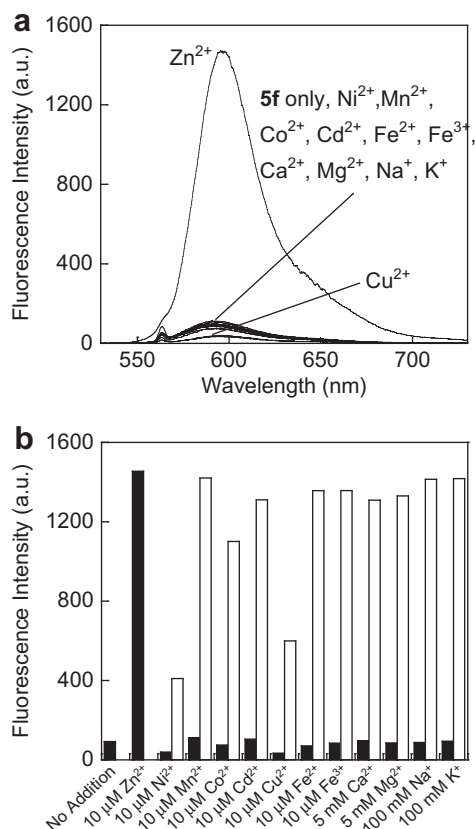 a
1600
1400
800
400
0
Fluorescence Intensity (a.u.)
Zn²⁺
5f only, Ni²⁺,Mn²⁺,
Co²⁺, Cd²⁺, Fe²⁺, Fe³⁺,
Ca²⁺, Mg²⁺, Na⁺, K⁺
Cu²⁺
550 600 650 700
Wavelength (nm)
b
1600
1200
800
400
0
Fluorescence Intensity (a.u.)
No Addition
10 μM Zn²⁺
10 μM Ni²⁺
10 μM Mn²⁺
10 μM Co²⁺
10 μM Cd²⁺
10 μM Cu²⁺
10 μM Fe²⁺
10 μM Fe³⁺
5 mM Ca²⁺
5 mM Mg²⁺
100 mM Na⁺
100 mM K⁺